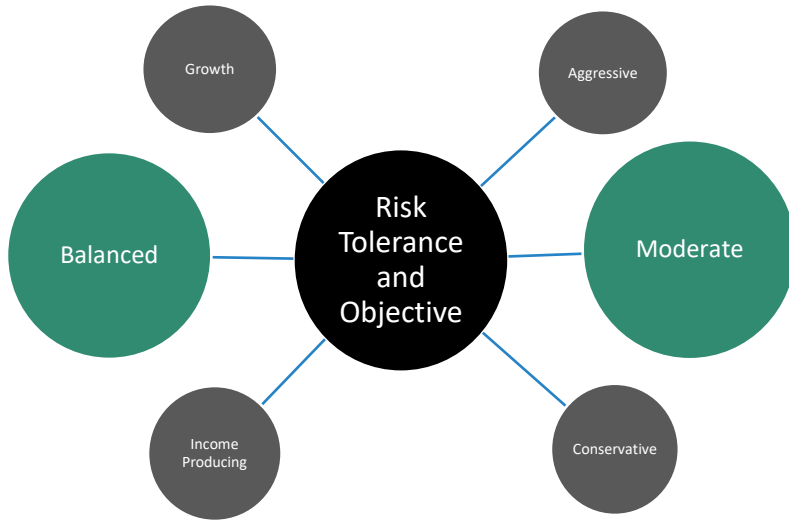 Growth
Aggressive
Risk
Tolerance
and
Objective
Balanced
Moderate
Income
Producing
Conservative